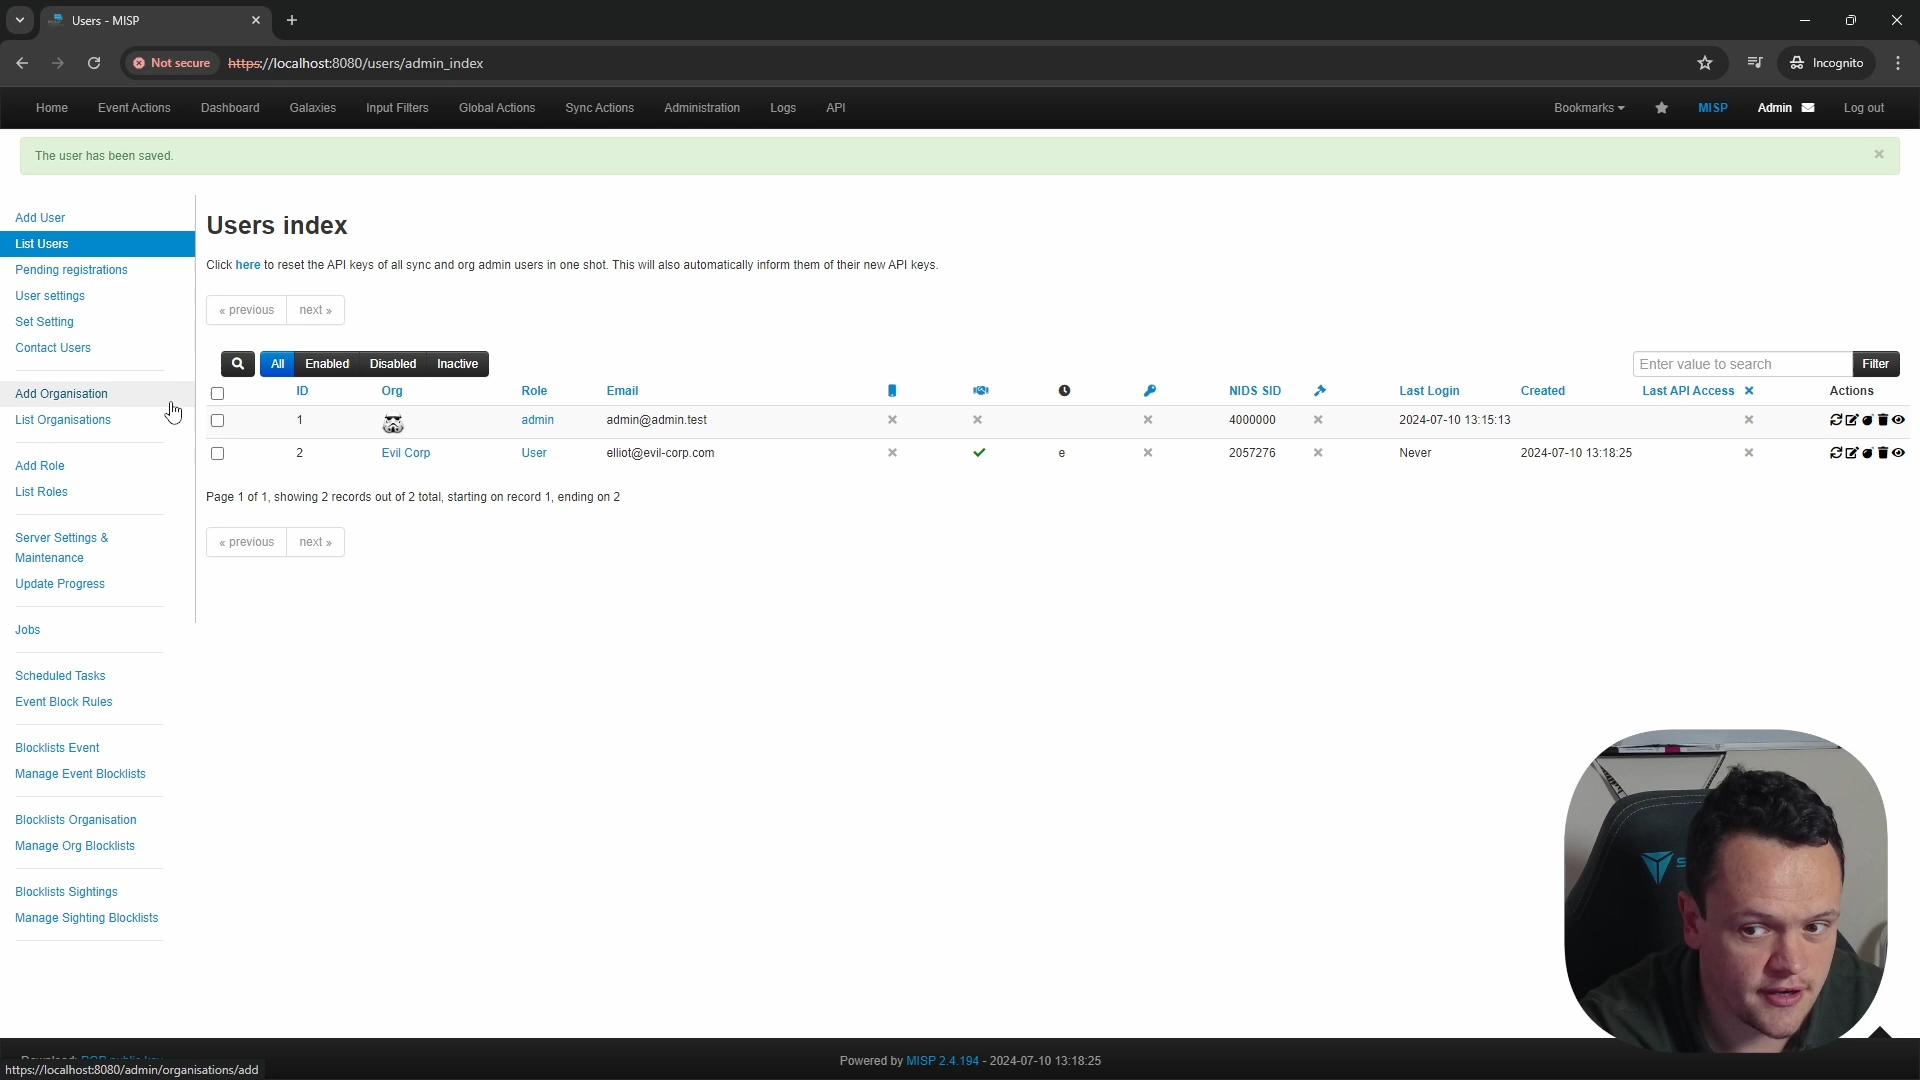 Users - MISP
Not secure
https://localhost:8080/users/admin_index
Incognito
Home
Event Actions
Dashboard
Galaxies
Input Filters
Global Actions
Sync Actions
Administration
Logs
API
Bookmarks
MISP
Admin
Log out
The user has been saved.
Add User
List Users
Pending registrations
User settings
Set Setting
Contact Users
Add Organisation
List Organisations
Add Role
List Roles
Server Settings &
Maintenance
Update Progress
Jobs
Scheduled Tasks
Event Block Rules
Blocklists Event
Manage Event Blocklists
Blocklists Organisation
Manage Org Blocklists
Blocklists Sightings
Manage Sighting Blocklists
Users index
Click here to reset the API keys of all sync and org admin users in one shot. This will also automatically inform them of their new API keys.
« previous next »
All Enabled Disabled Inactive
Enter value to search Filter
ID Org Role Email NIDS SID Last Login Created Last API Access Actions
1 admin admin@admin.test 4000000 2024-07-10 13:15:13
2 Evil Corp User elliot@evil-corp.com e 2057276 Never 2024-07-10 13:18:25
Page 1 of 1, showing 2 records out of 2 total, starting on record 1, ending on 2
« previous next »
Powered by MISP 2.4.194 - 2024-07-10 13:18:25
https://localhost:8080/admin/organisations/add